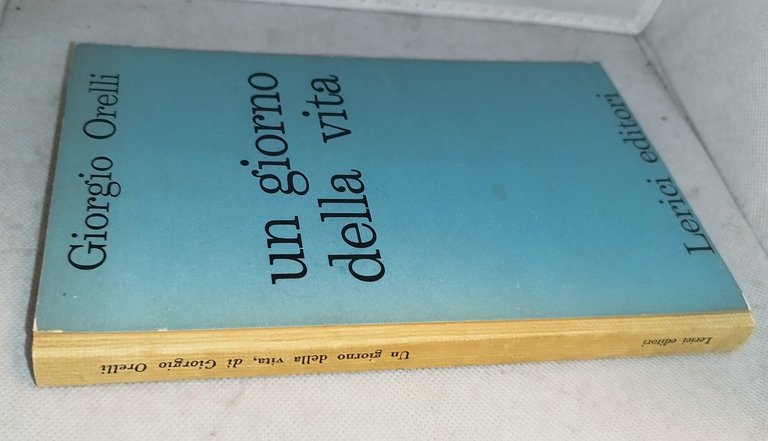 Giorgio Orelli
un giorno
della vita
Lerici editori
Un giorno della vita, di Giorgio Orelli
Lerici editori